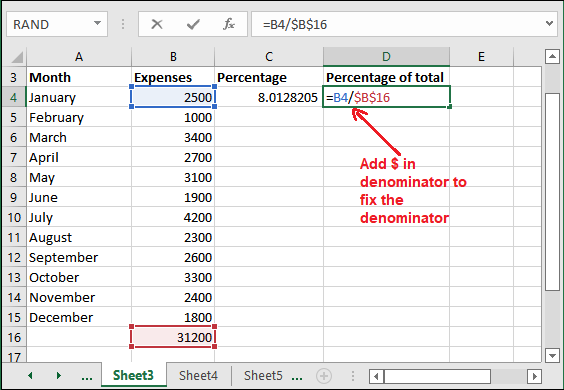 RAND =B4/$B$16
A B C D E
3 Month Expenses Percentage Percentage of total
4 January 2500 8.0128205 =B4/$B$16
5 February 1000
6 March 3400
7 April 2700
8 May 3100
9 June 1900
10 July 4200
11 August 2300
12 September 2600
13 October 3300
14 November 2400
15 December 1800
16 31200
17
Add $ in
denominator to
fix the
denominator
... Sheet3 Sheet4 Sheet5 ...